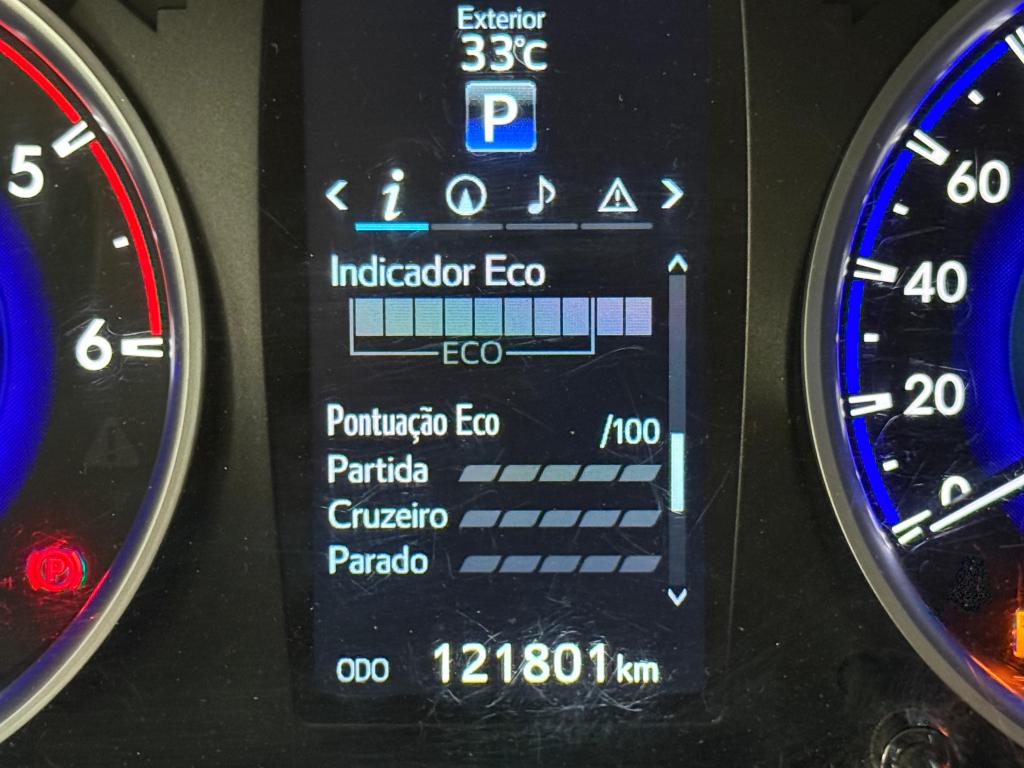 Exterior
33°C
P
Indicador Eco
ECO
Pontuação Eco /100
Partida
Cruzeiro
Parado
ODO 121801 km
5
6
P
60
40
20
0